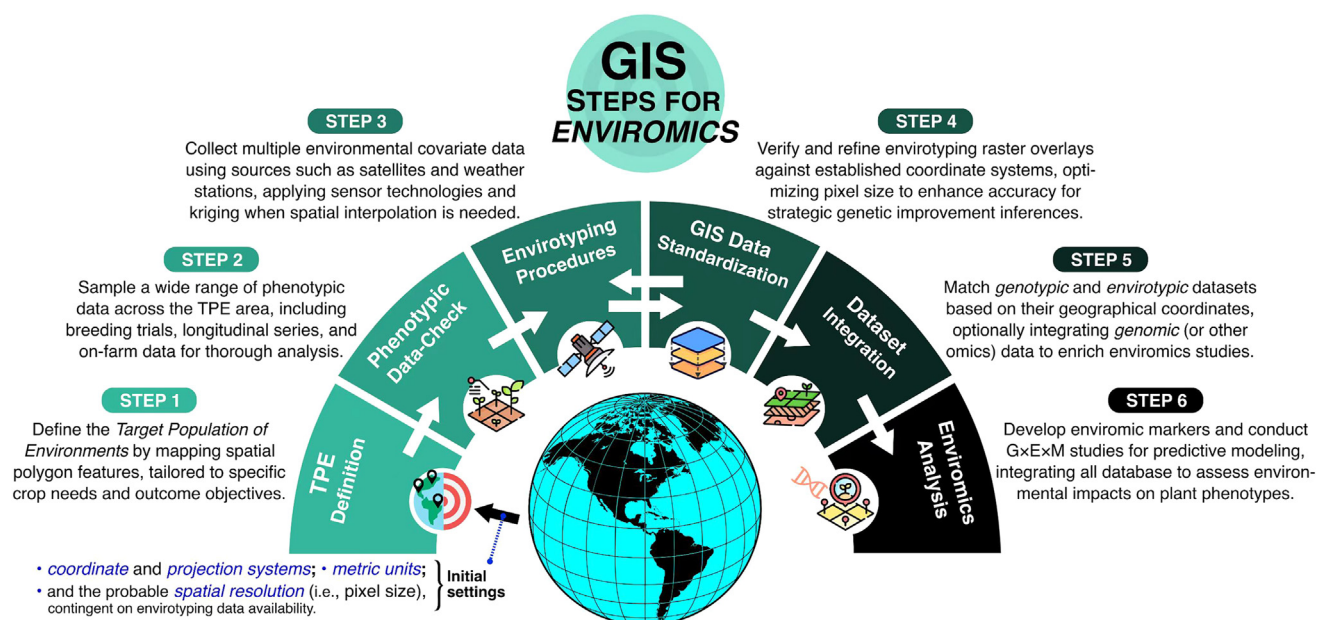 GIS
STEPS FOR
ENVIROMICS
STEP 1
Define the Target Population of
Environments by mapping spatial
polygon features, tailored to specific
crop needs and outcome objectives.
STEP 2
Sample a wide range of phenotypic
data across the TPE area, including
breeding trials, longitudinal series, and
on-farm data for thorough analysis.
STEP 3
Collect multiple environmental covariate data
using sources such as satellites and weather
stations, applying sensor technologies and
kriging when spatial interpolation is needed.
STEP 4
Verify and refine envirotyping raster overlays
against established coordinate systems, opti-
mizing pixel size to enhance accuracy for
strategic genetic improvement inferences.
STEP 5
Match genotypic and envirotypic datasets
based on their geographical coordinates,
optionally integrating genomic (or other
omics) data to enrich enviromics studies.
STEP 6
Develop enviromic markers and conduct
G×E×M studies for predictive modeling,
integrating all database to assess environ-
mental impacts on plant phenotypes.
TPE
Definition
Phenotypic
Data-Check
Envirotyping
Procedures
GIS Data
Standardization
Dataset
Integration
Enviromics
Analysis
• coordinate and projection systems; • metric units;
• and the probable spatial resolution (i.e., pixel size),
contingent on envirotyping data availability.
Initial
settings